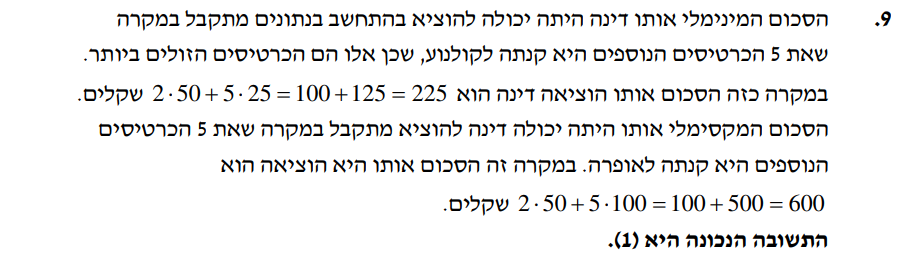 9. הסכום המינימלי אותו דינה היתה יכולה להוציא בהתחשב בנתונים מתקבל במקרה
שאת 5 הכרטיסים הנוספים היא קנתה לקולנוע, שכן אלו הם הכרטיסים הזולים ביותר.
במקרה כזה הסכום אותו הוציאה דינה הוא 2·50+5·25=100+125=225 שקלים.
הסכום המקסימלי אותו היתה יכולה דינה להוציא מתקבל במקרה שאת 5 הכרטיסים
הנוספים היא קנתה לאופרה. במקרה זה הסכום אותו היא הוציאה הוא
2·50+5·100=100+500=600 שקלים.
התשובה הנכונה היא (1).